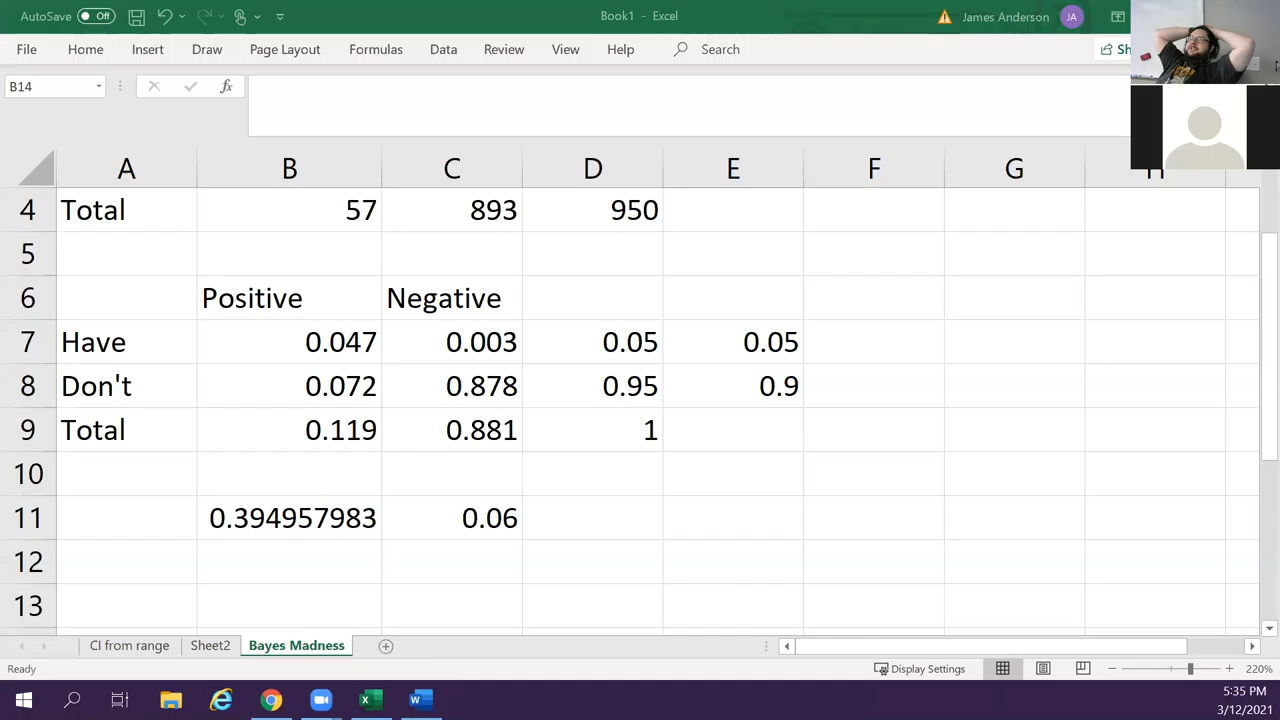 AutoSave Off Book1 - Excel James Anderson JA
File Home Insert Draw Page Layout Formulas Data Review View Help Search Sh
B14 fx
A B C D E F G H
4 Total 57 893 950
5
6 Positive Negative
7 Have 0.047 0.003 0.05 0.05
8 Don't 0.072 0.878 0.95 0.9
9 Total 0.119 0.881 1
10
11 0.394957983 0.06
12
13
CI from range Sheet2 Bayes Madness
Ready Display Settings 220%
5:35 PM
3/12/2021